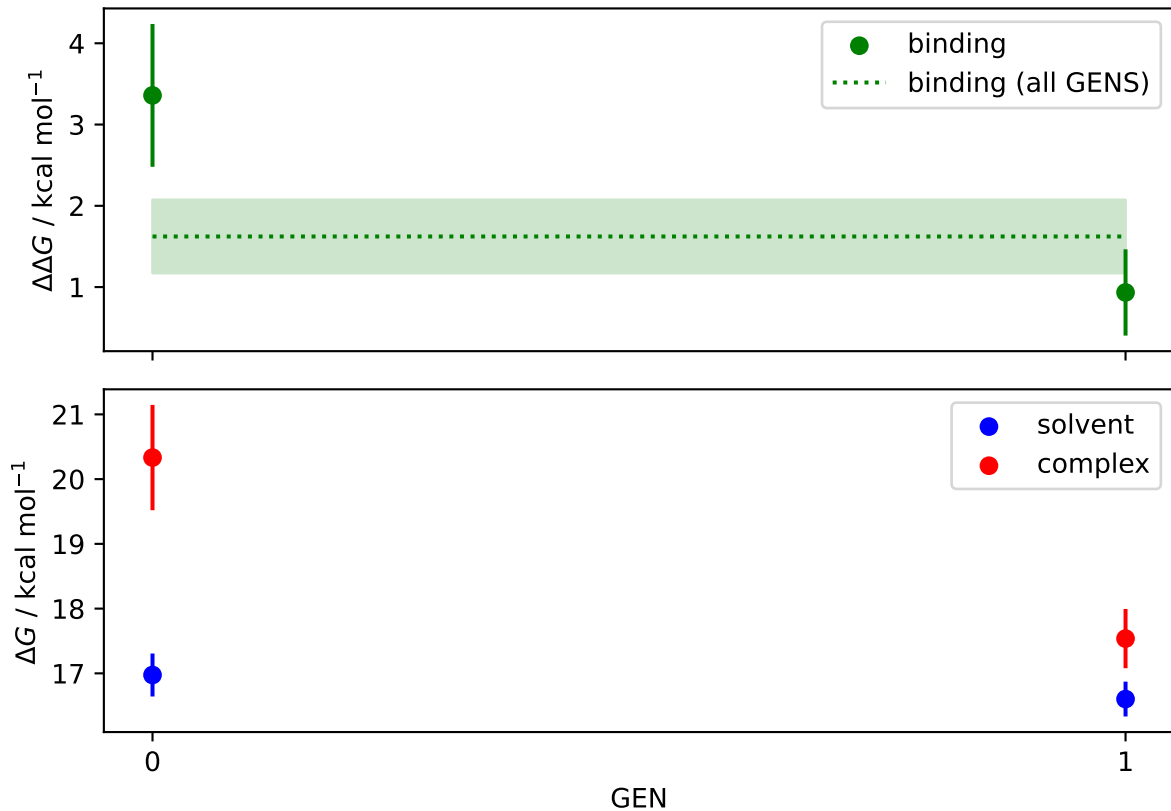 4
3
2
1
ΔΔG / kcal mol⁻¹
binding
binding (all GENS)
21
20
19
18
17
ΔG / kcal mol⁻¹
solvent
complex
0
1
GEN